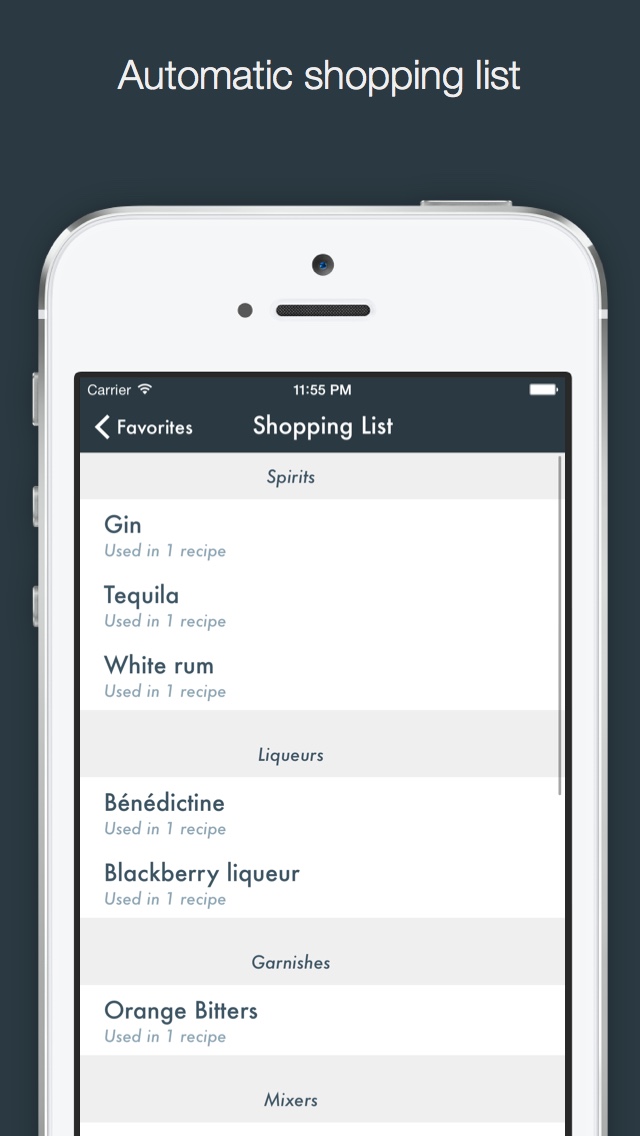 Automatic shopping list
Carrier 11:55 PM
Favorites Shopping List
Spirits
Gin
Used in 1 recipe
Tequila
Used in 1 recipe
White rum
Used in 1 recipe
Liqueurs
Bénédictine
Used in 1 recipe
Blackberry liqueur
Used in 1 recipe
Garnishes
Orange Bitters
Used in 1 recipe
Mixers